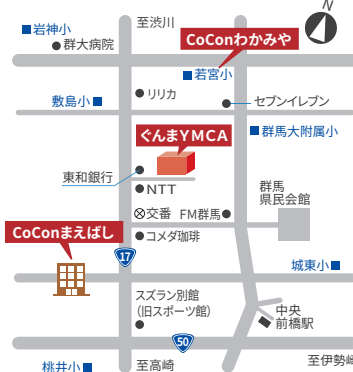 N
至渋川
岩神小
群大病院
CoConわかみや
若宮小
リリカ
敷島小
セブンイレブン
ぐんまYMCA
群馬大附属小
東和銀行
NTT
群馬
県民会館
交番
FM群馬
CoConまえばし
コメダ珈琲
17
城東小
スズラン別館
（旧スポーツ館）
中央
前橋駅
50
桃井小
至高崎
至伊勢崎